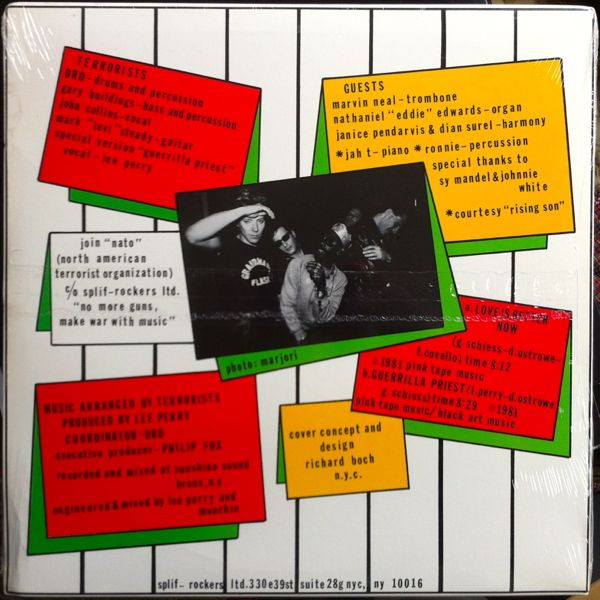 TERRORISTS
DRO-drums and percussion
gary buildings-bass and percussion
john collins-vocal
mark "levi" steady-guitar
special version "guerrilla priest"
vocal-lee perry
GUESTS
marvin neal-trombone
nathaniel "eddie" edwards-organ
janice pendarvis & dian surel-harmony
*jah t-piano *ronnie-percussion
special thanks to
sy mandel & johnnie
white
*courtesy "rising son"
join "nato"
(north american
terrorist organization)
c/o split-rockers ltd.
"no more guns,
make war with music"
GRANDMASTER
FLASH
photo: marjori
a. LOVE IS BETTER
NOW
(g schiess-d.ostrowe-
t.covello) time 8:12
©1981 pink tape music
b. GUERRILLA PRIEST (l.perry-d.ostrowe
g. schiess) time 8:29 ©1981
pink tape music/black art music
MUSIC ARRANGED BY TERRORISTS
PRODUCED BY LEE PERRY
COORDINATOR-DRO
executive producer-PHILIP FOX
recorded and mixed at sunshine sound
bronx, n.y.
engineered & mixed by lee perry and
munchin
cover concept and
design
richard boch
n.y.c.
splif-rockers ltd. 330 e39st. suite 28g nyc, ny 10016